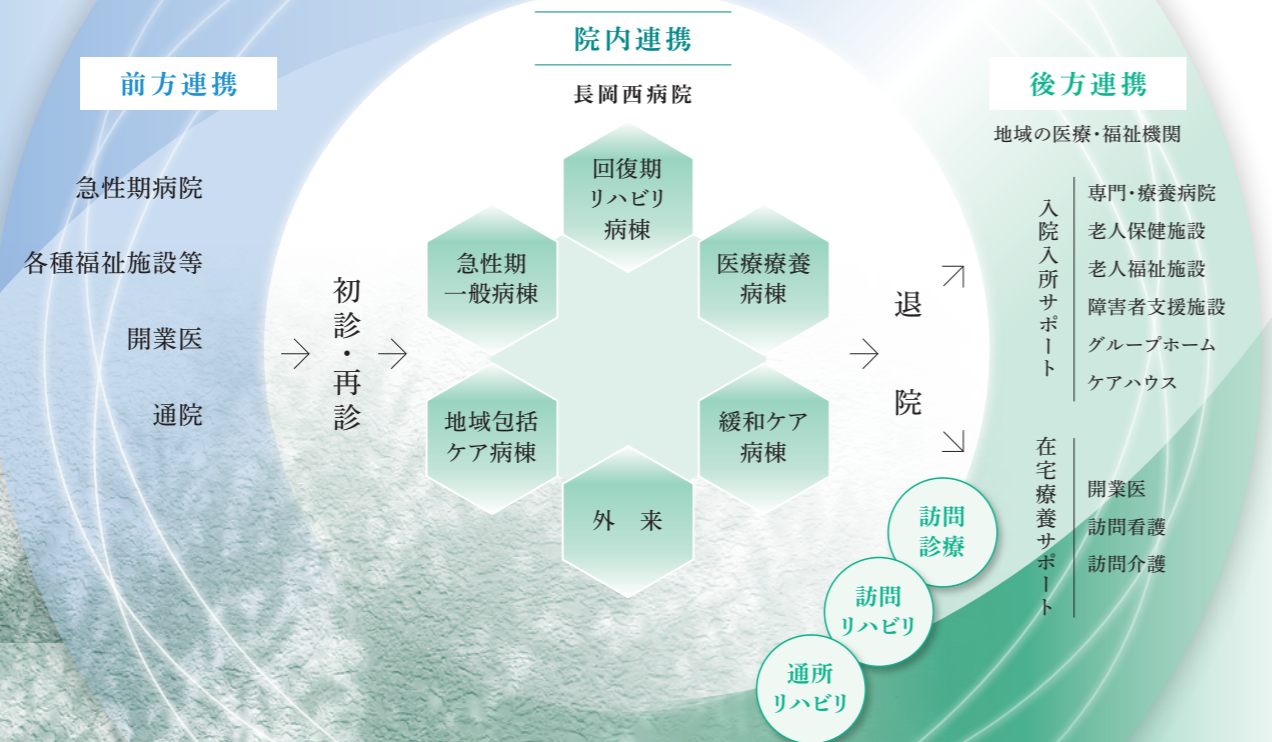 前方連携
急性期病院
各種福祉施設等
開業医
通院
初診・再診
院内連携
長岡西病院
回復期
リハビリ
病棟
急性期
一般病棟
医療療養
病棟
地域包括
ケア病棟
緩和ケア
病棟
外　来
退院
訪問
診療
訪問
リハビリ
通所
リハビリ
後方連携
地域の医療・福祉機関
入院入所サポート
専門・療養病院
老人保健施設
老人福祉施設
障害者支援施設
グループホーム
ケアハウス
在宅療養サポート
開業医
訪問看護
訪問介護